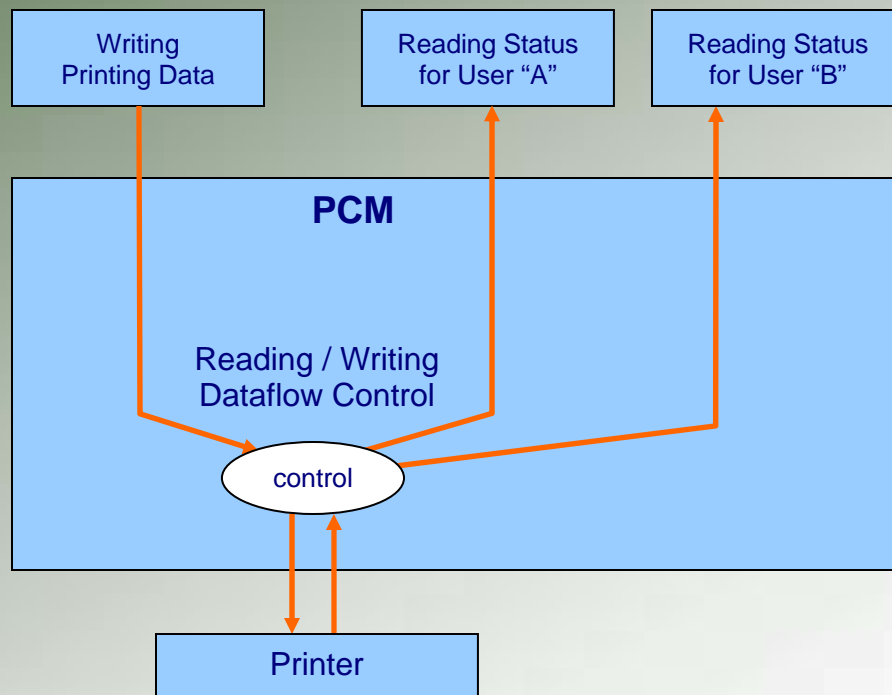 Writing
Printing Data
Reading Status
for User “A”
Reading Status
for User “B”
PCM
Reading / Writing
Dataflow Control
control
Printer